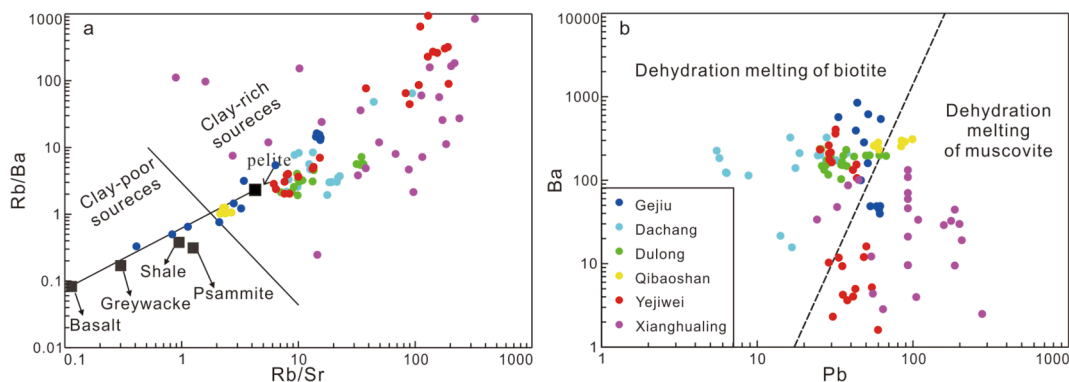 a
1000
100
10
1
0.1
0.01
Rb/Ba
Clay-rich
soureces
Clay-poor
soureces
pelite
Shale
Psammite
Greywacke
Basalt
0.1
1
10
100
1000
Rb/Sr
b
10000
1000
100
10
1
Ba
Dehydration melting of biotite
Dehydration
melting
of muscovite
Gejiu
Dachang
Dulong
Qibaoshan
Yejiwei
Xianghualing
1
10
100
1000
Pb